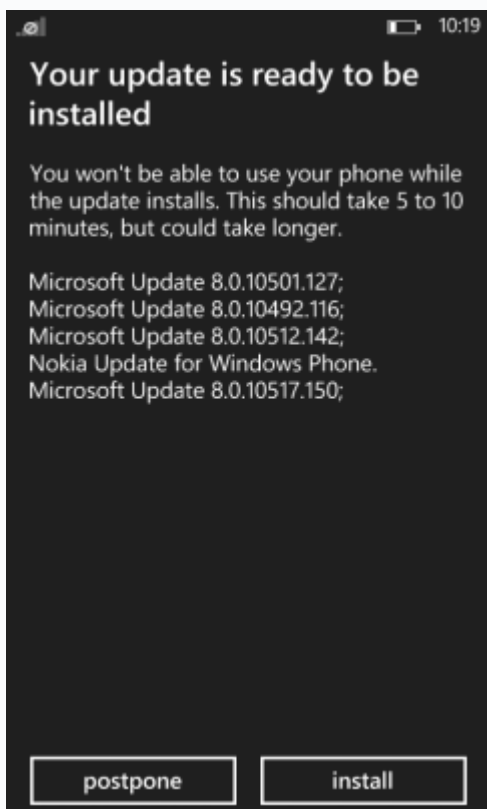 10:19
Your update is ready to be
installed
You won't be able to use your phone while
the update installs. This should take 5 to 10
minutes, but could take longer.
Microsoft Update 8.0.10501.127;
Microsoft Update 8.0.10492.116;
Microsoft Update 8.0.10512.142;
Nokia Update for Windows Phone.
Microsoft Update 8.0.10517.150;
postpone install